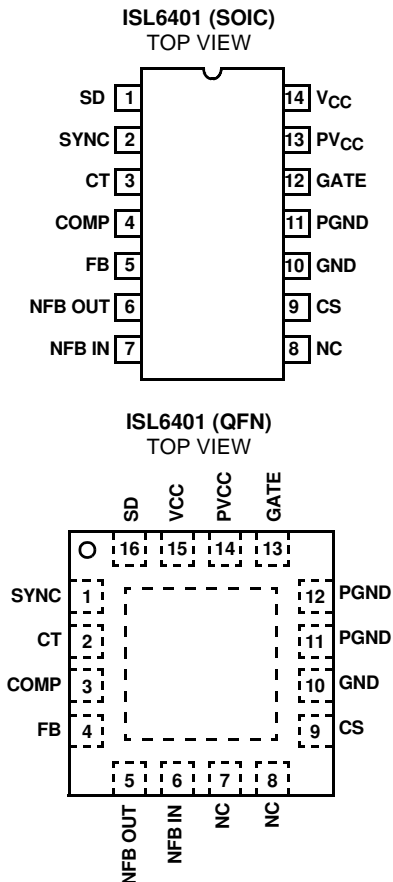 ISL6401 (SOIC)
TOP VIEW
SD 1 14 VCC
SYNC 2 13 PVCC
CT 3 12 GATE
COMP 4 11 PGND
FB 5 10 GND
NFB OUT 6 9 CS
NFB IN 7 8 NC
ISL6401 (QFN)
TOP VIEW
SD VCC PVCC GATE
16 15 14 13
SYNC 1 12 PGND
CT 2 11 PGND
COMP 3 10 GND
FB 4 9 CS
5 6 7 8
NFB OUT NFB IN NC NC